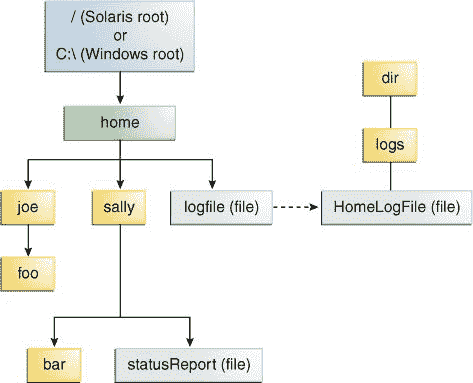 / (Solaris root)
or
C:\ (Windows root)
home
dir
logs
joe
sally
logfile (file)
HomeLogFile (file)
foo
bar
statusReport (file)